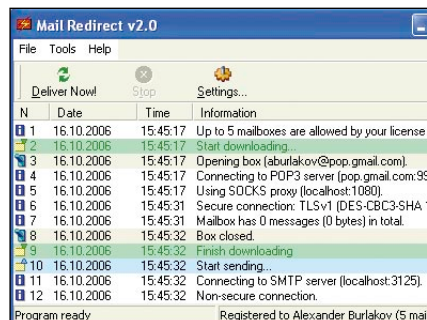 Mail Redirect v2.0
File Tools Help
Deliver Now! Stop Settings...
N Date Time Information
1 16.10.2006 15:45:17 Up to 5 mailboxes are allowed by your license
2 16.10.2006 15:45:17 Start downloading...
3 16.10.2006 15:45:17 Opening box (aburlakov@pop.gmail.com).
4 16.10.2006 15:45:17 Connecting to POP3 server (pop.gmail.com:99
5 16.10.2006 15:45:17 Using SOCKS proxy (localhost:1080).
6 16.10.2006 15:45:31 Secure connection: TLSv1 (DES-CBC3-SHA 1
7 16.10.2006 15:45:31 Mailbox has 0 messages (0 bytes) in total.
8 16.10.2006 15:45:32 Box closed.
9 16.10.2006 15:45:32 Finish downloading
10 16.10.2006 15:45:32 Start sending...
11 16.10.2006 15:45:32 Connecting to SMTP server (localhost:3125).
12 16.10.2006 15:45:32 Non-secure connection.
Program ready Registered to Alexander Burlakov (5 mai